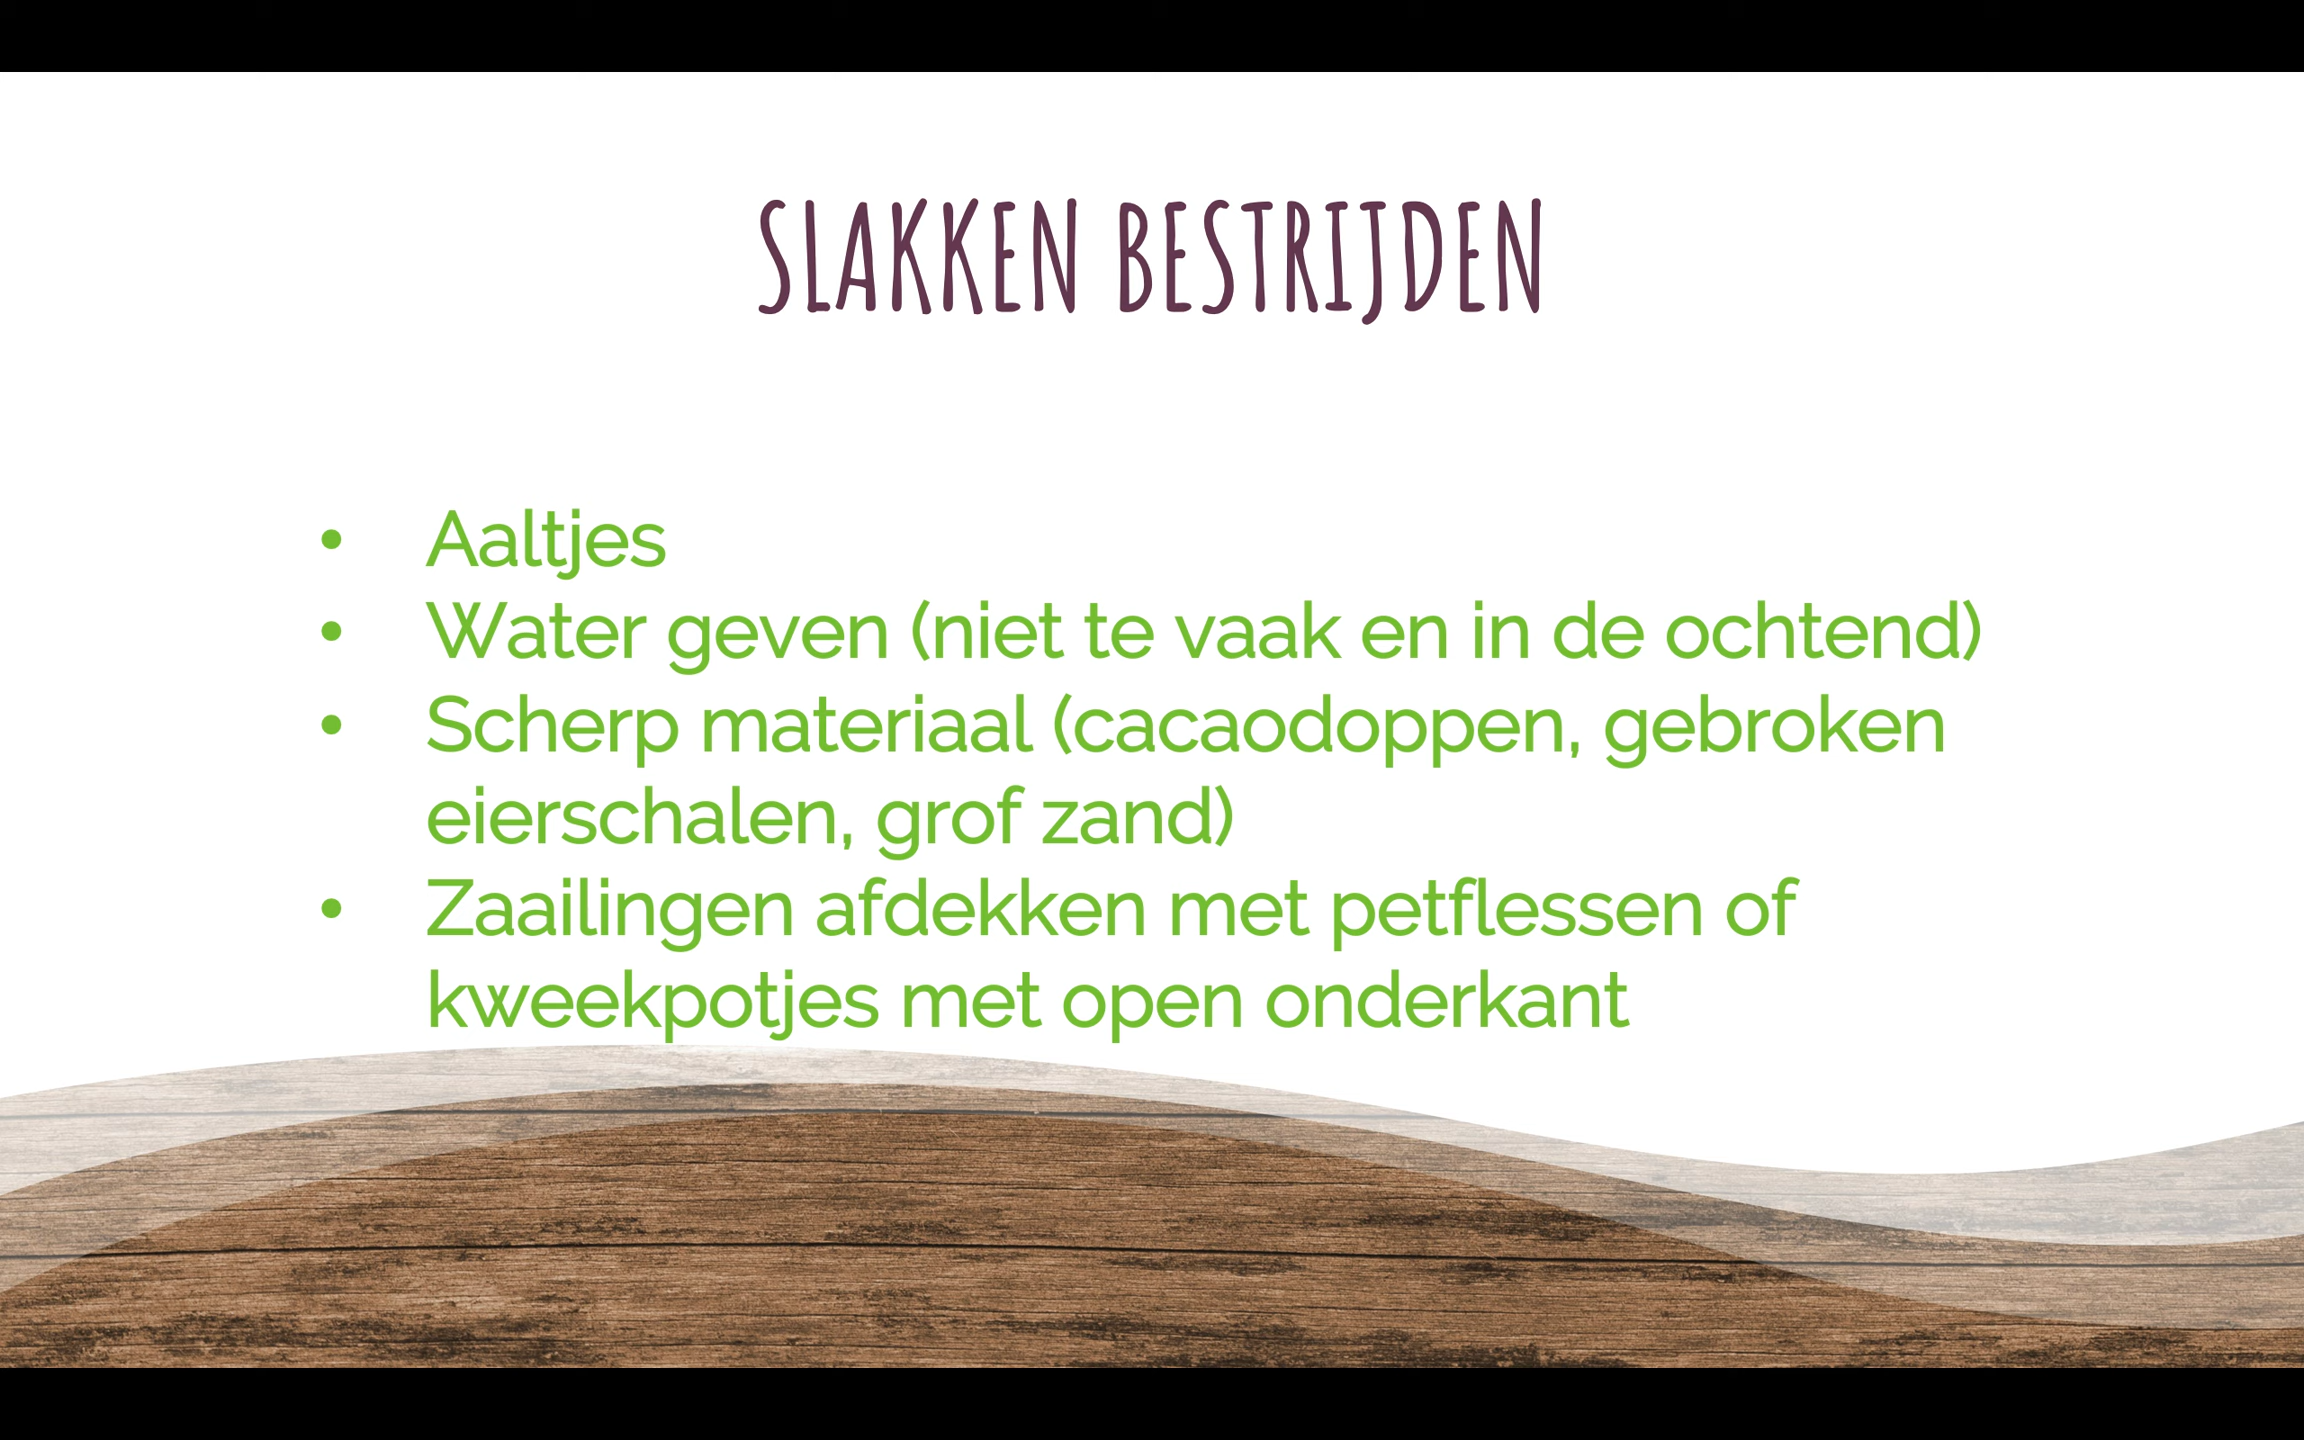 SLAKKEN BESTRIJDEN
• Aaltjes
• Water geven (niet te vaak en in de ochtend)
• Scherp materiaal (cacaodoppen, gebroken
eierschalen, grof zand)
• Zaailingen afdekken met petflessen of
kweekpotjes met open onderkant